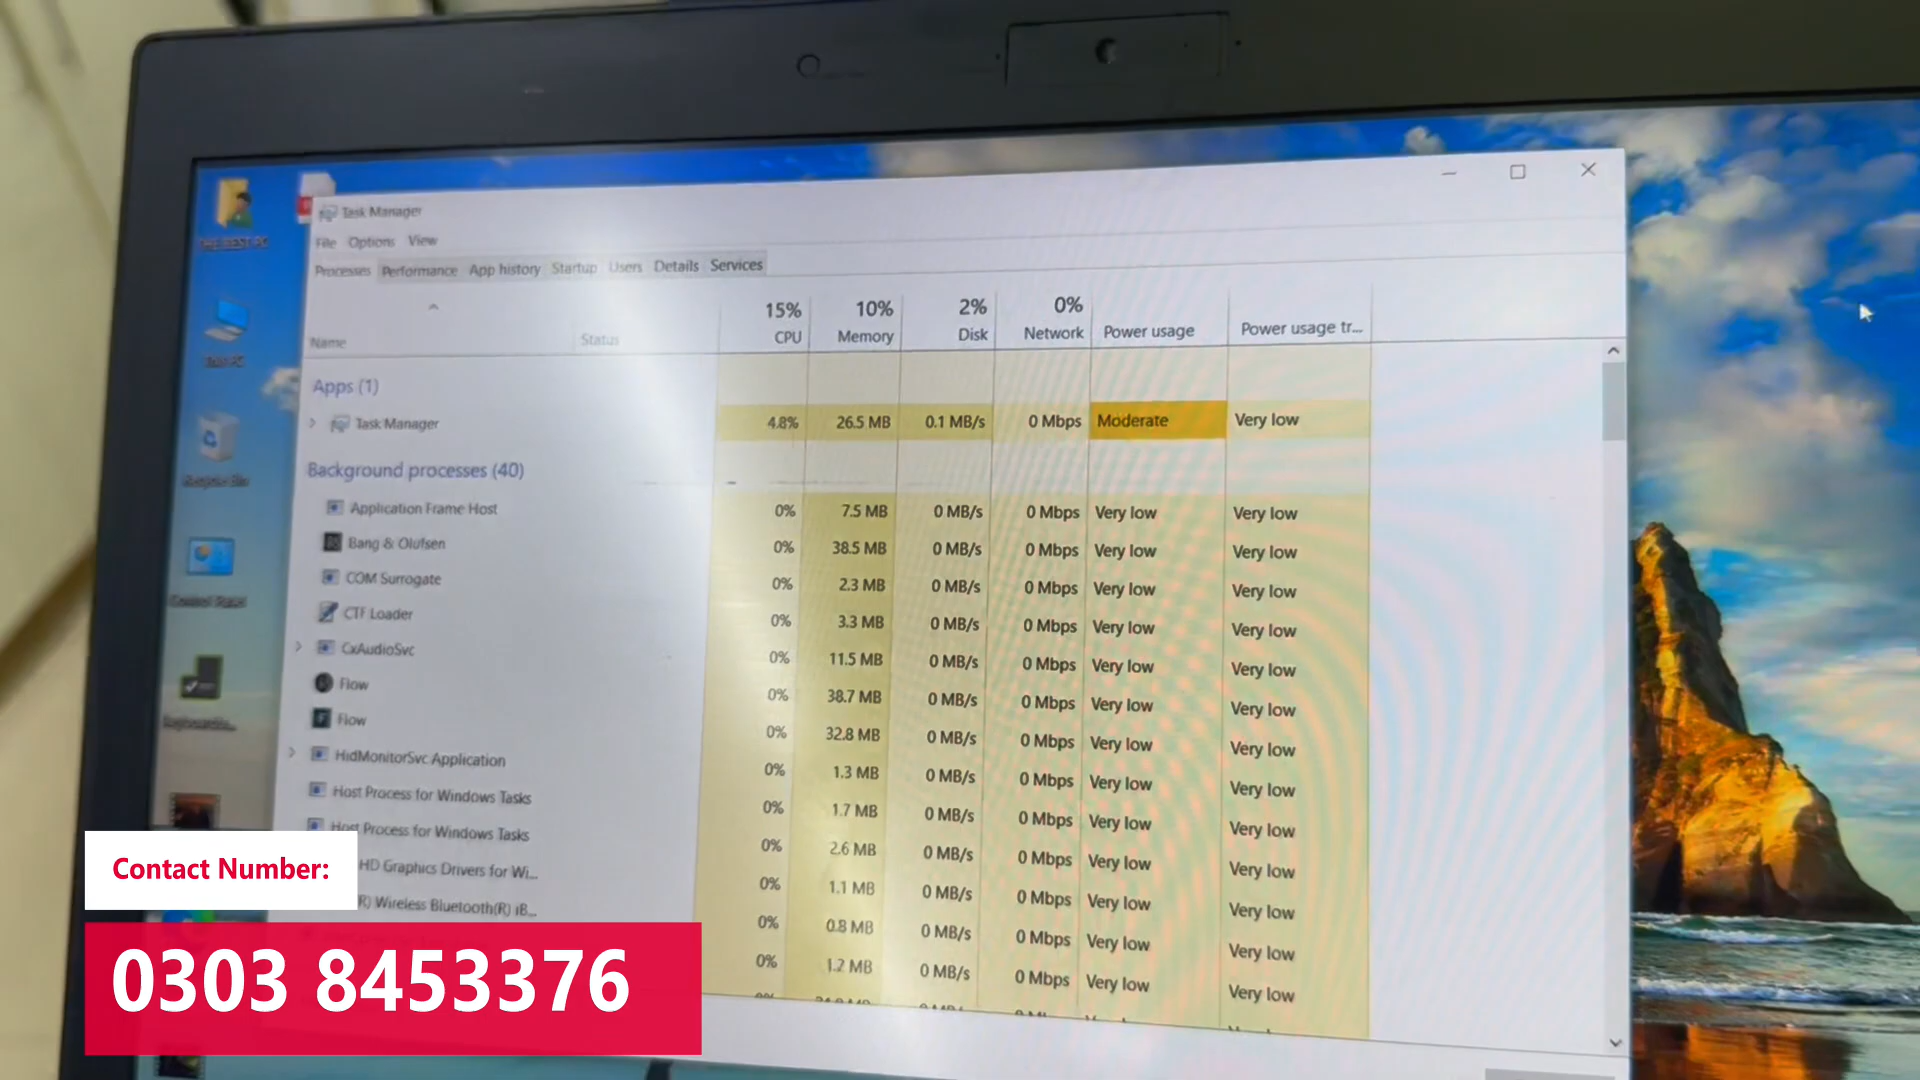 THE BEST PC
This PC
Recycle Bin
Control Panel
Task Manager
File Options View
Processes Performance App history Startup Users Details Services
15% 10% 2% 0%
Name Status CPU Memory Disk Network Power usage Power usage tr...
Apps (1)
Task Manager 4.8% 26.5 MB 0.1 MB/s 0 Mbps Moderate Very low
Background processes (40)
Application Frame Host 0% 7.5 MB 0 MB/s 0 Mbps Very low Very low
Bang & Olufsen 0% 38.5 MB 0 MB/s 0 Mbps Very low Very low
COM Surrogate 0% 2.3 MB 0 MB/s 0 Mbps Very low Very low
CTF Loader 0% 3.3 MB 0 MB/s 0 Mbps Very low Very low
CxAudioSvc 0% 11.5 MB 0 MB/s 0 Mbps Very low Very low
Flow 0% 38.7 MB 0 MB/s 0 Mbps Very low Very low
Flow 0% 32.8 MB 0 MB/s 0 Mbps Very low Very low
HidMonitorSvc Application 0% 1.3 MB 0 MB/s 0 Mbps Very low Very low
Host Process for Windows Tasks 0% 1.7 MB 0 MB/s 0 Mbps Very low Very low
Host Process for Windows Tasks 0% 2.6 MB 0 MB/s 0 Mbps Very low Very low
HD Graphics Drivers for Wi... 0% 1.1 MB 0 MB/s 0 Mbps Very low Very low
R) Wireless Bluetooth(R) iB... 0% 0.8 MB 0 MB/s 0 Mbps Very low Very low
0% 1.2 MB 0 MB/s 0 Mbps Very low Very low
Contact Number:
0303 8453376